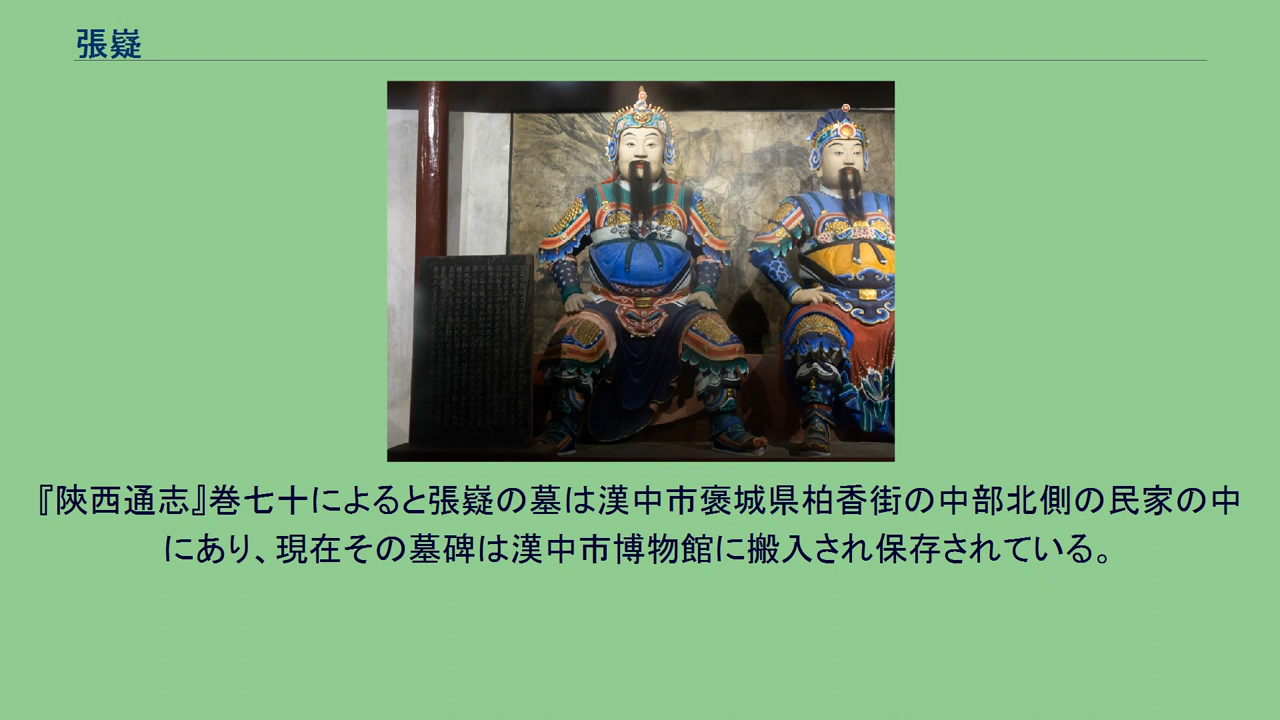 張嶷
『陝西通志』巻七十によると張嶷の墓は漢中市褒城県柏香街の中部北側の民家の中
にあり、現在その墓碑は漢中市博物館に搬入され保存されている。